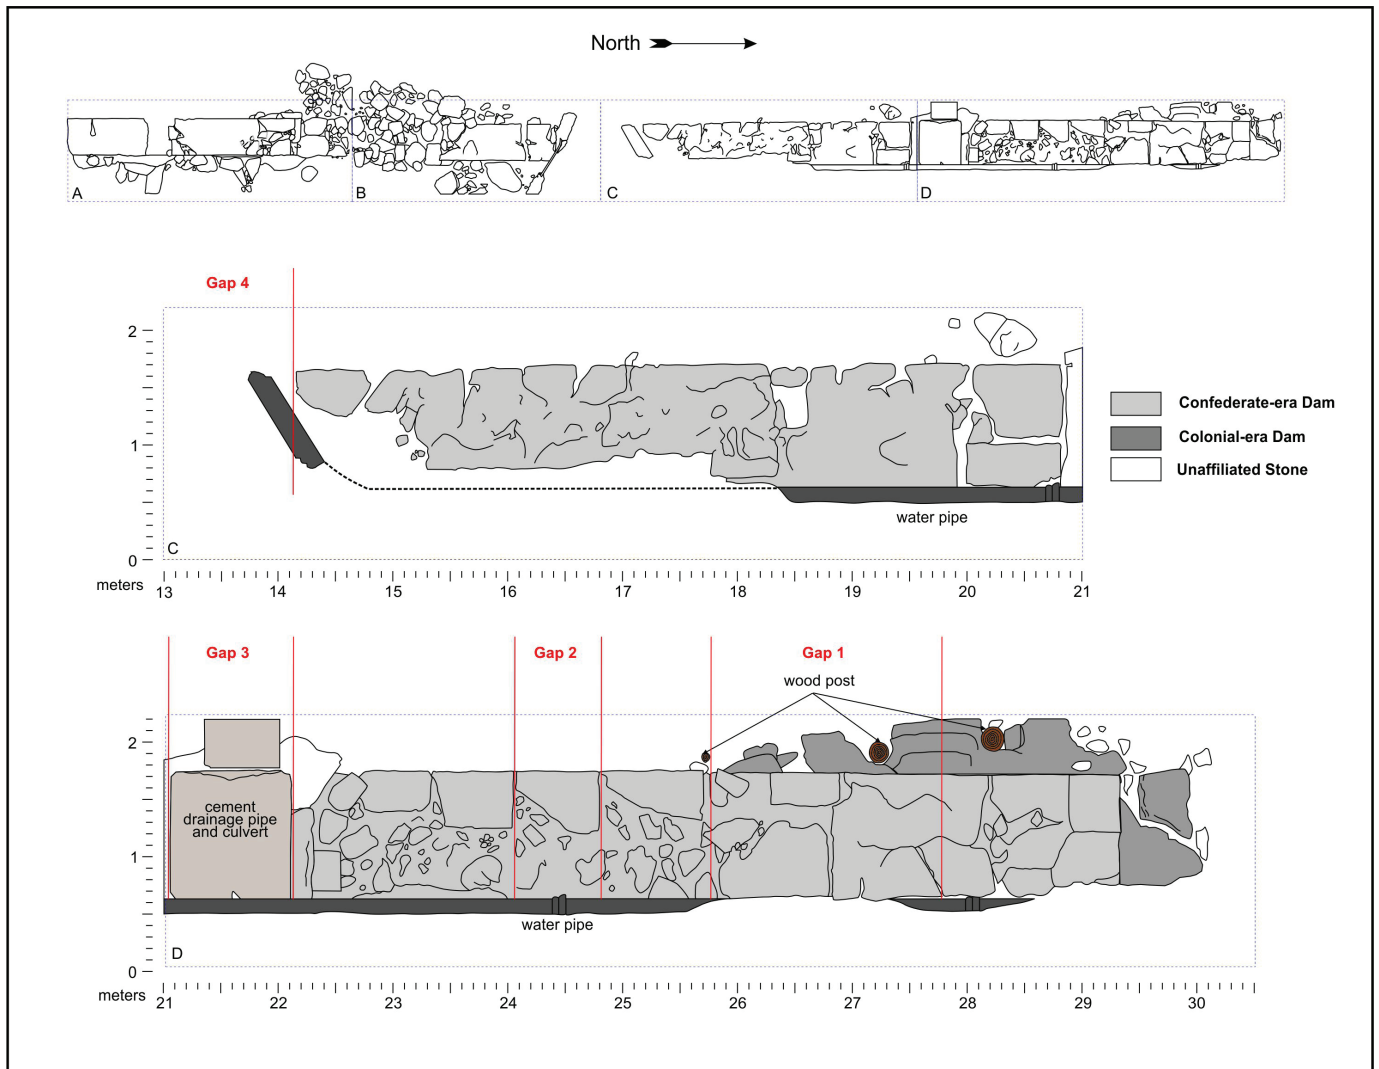 North
A
B
C
D
Gap 4
2
1
0
Confederate-era Dam
Colonial-era Dam
Unaffiliated Stone
water pipe
C
meters
13 14 15 16 17 18 19 20 21
Gap 3
Gap 2
Gap 1
wood post
2
1
0
cement
drainage pipe
and culvert
water pipe
D
meters
21 22 23 24 25 26 27 28 29 30